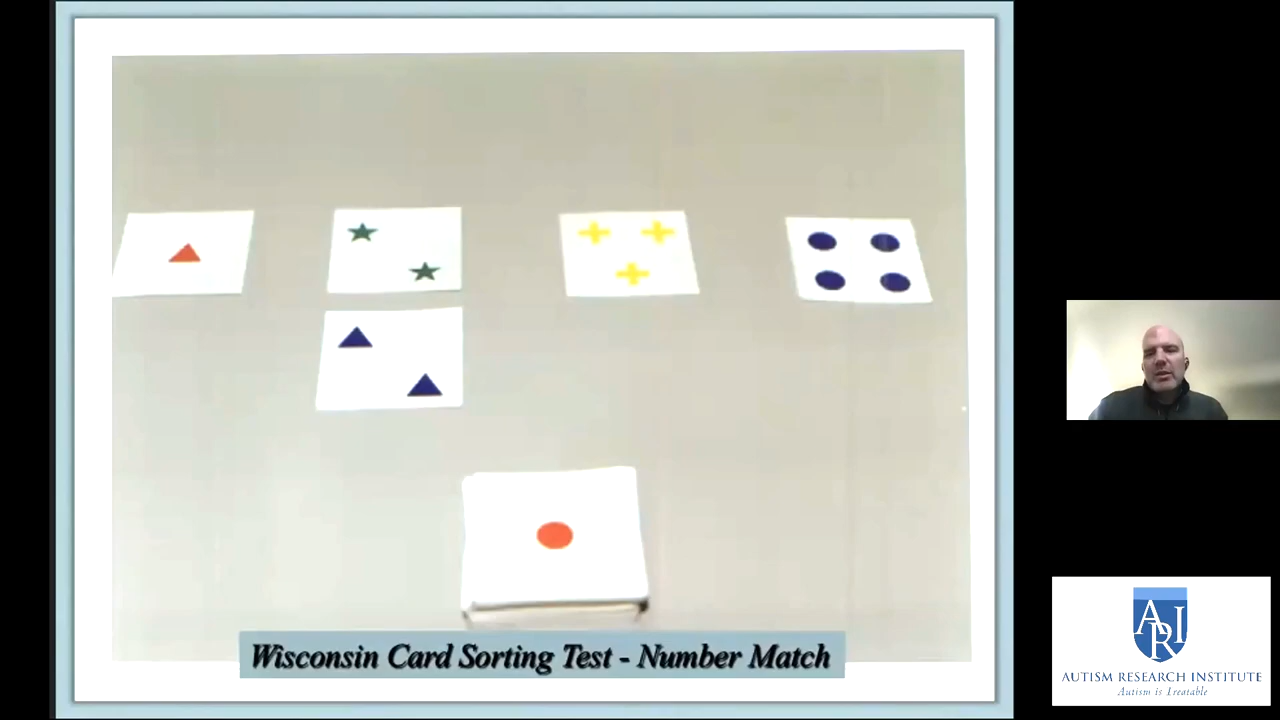 Wisconsin Card Sorting Test - Number Match
ARI
AUTISM RESEARCH INSTITUTE
Autism is Treatable